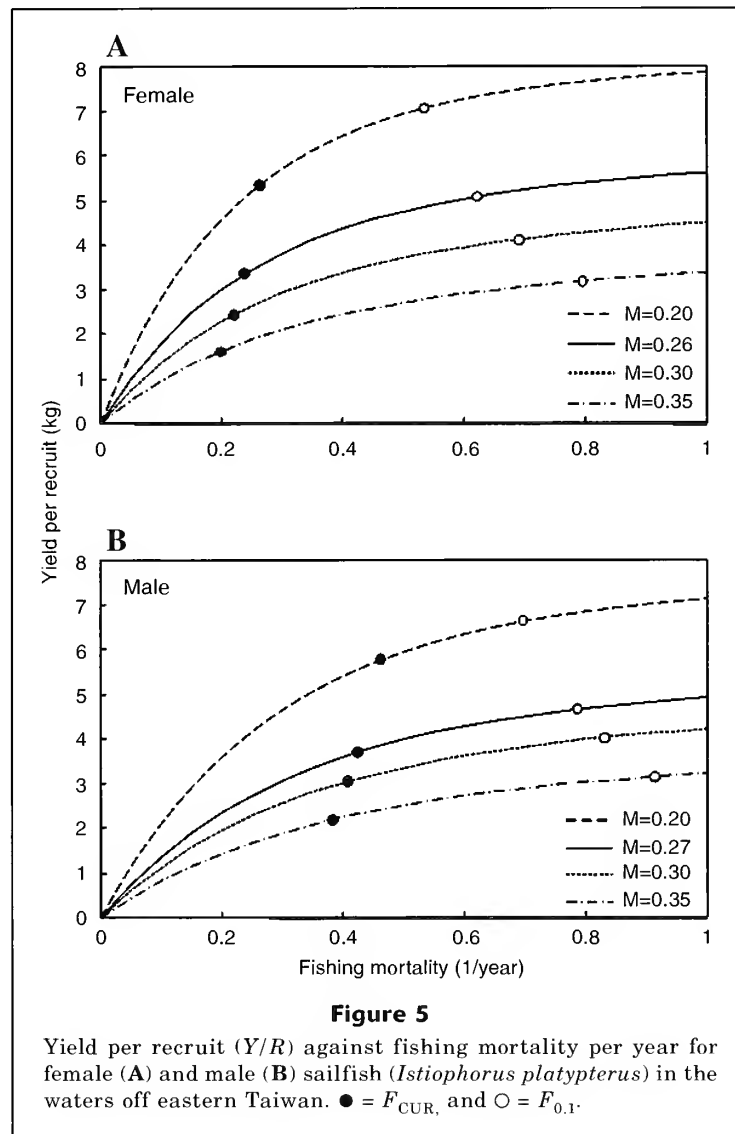 A
Female
8
7
6
5
4
3
2
1
0
M=0.20
M=0.26
M=0.30
M=0.35
0 0.2 0.4 0.6 0.8 1
Yield per recruit (kg)
B
Male
8
7
6
5
4
3
2
1
0
M=0.20
M=0.27
M=0.30
M=0.35
0 0.2 0.4 0.6 0.8 1
Fishing mortality (1/year)
Figure 5
Yield per recruit (Y/R) against fishing mortality per year for
female (A) and male (B) sailfish (Istiophorus platypterus) in the
waters off eastern Taiwan. ● = FCUR, and ○ = F0.1.